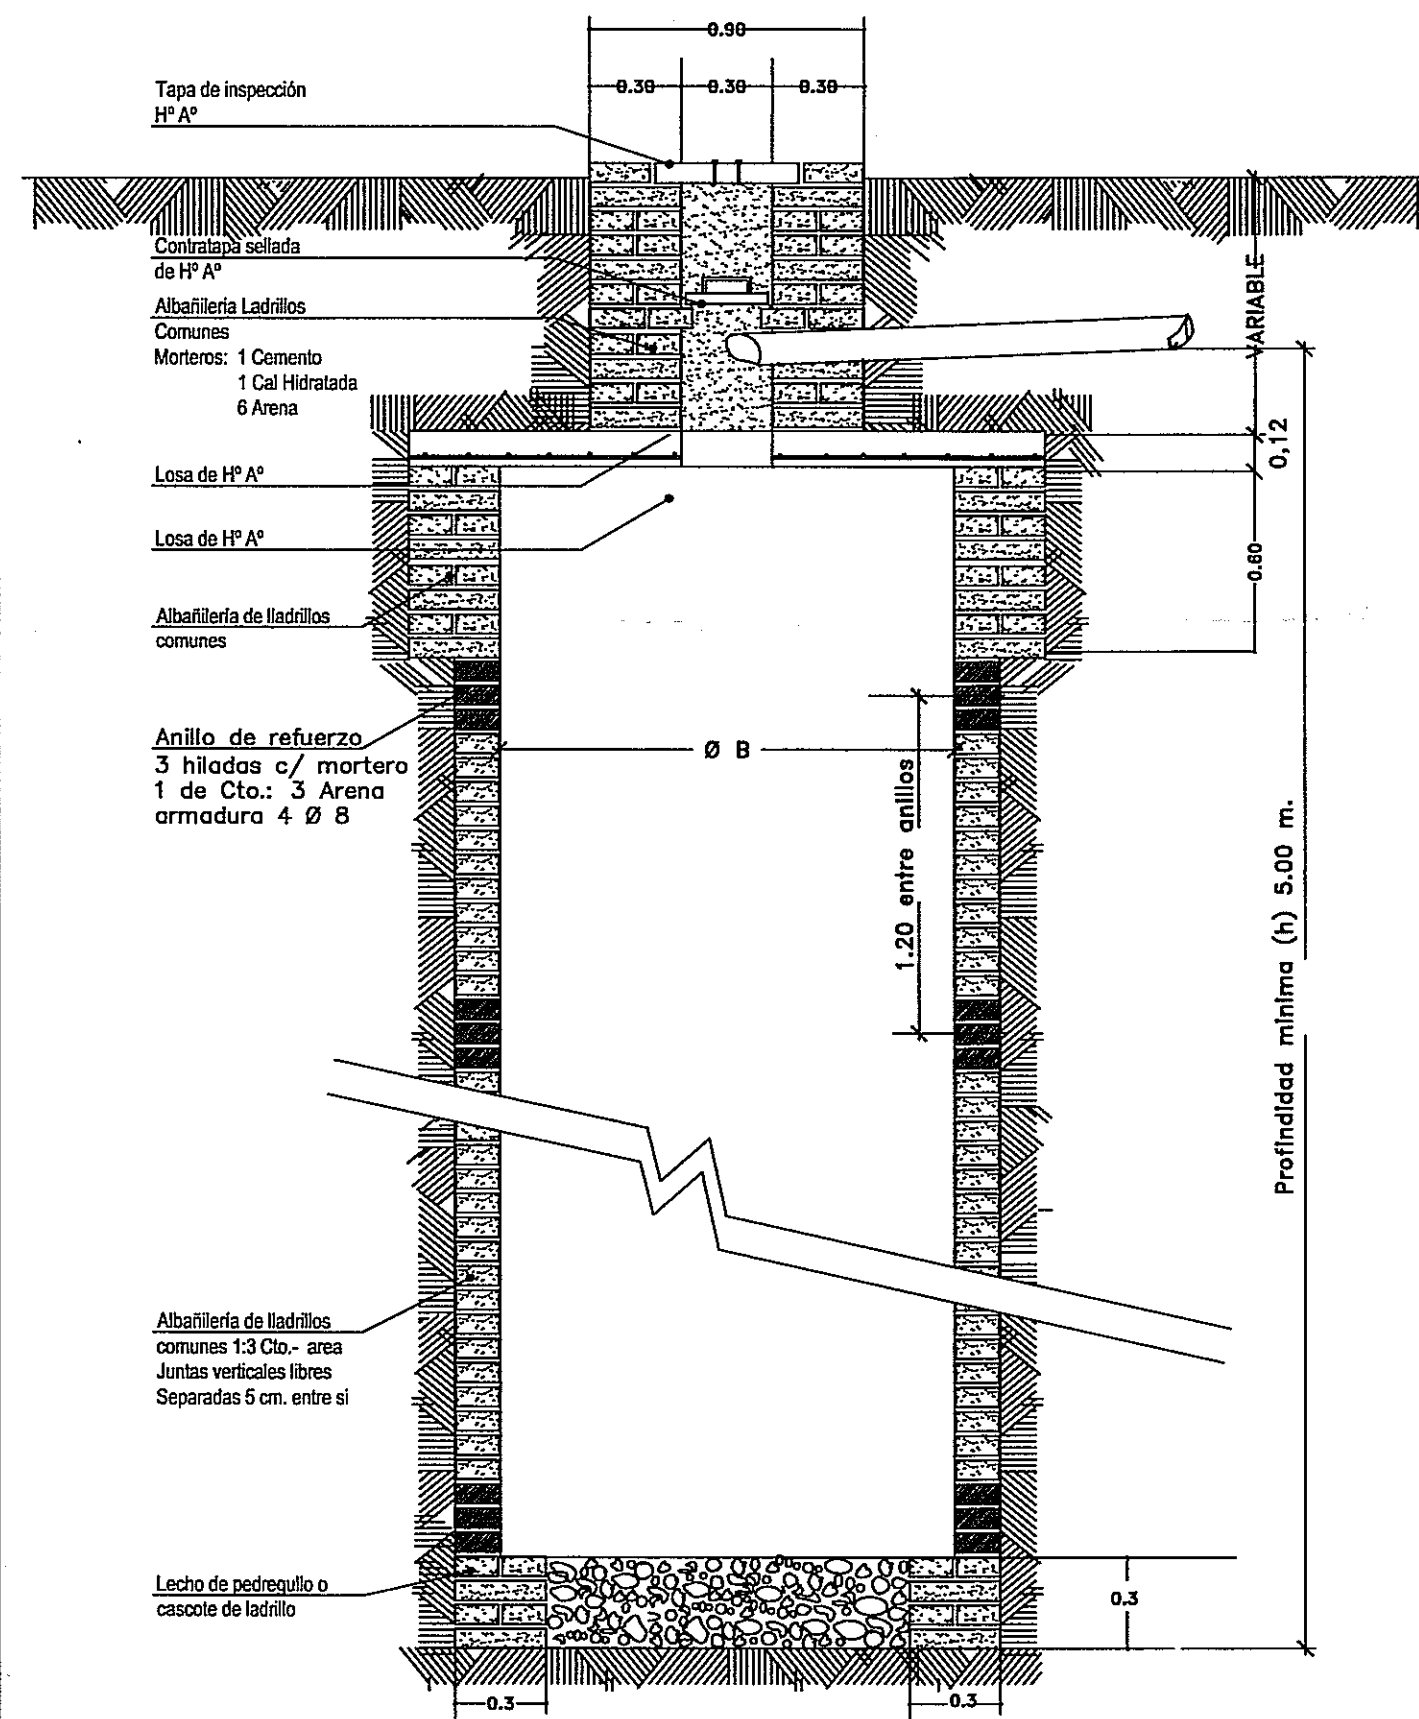 0.90
0.30
0.30
0.30
Tapa de inspección
Hº Aº
Contratapa sellada
de Hº Aº
Albañilería Ladrillos
Comunes
Morteros: 1 Cemento
1 Cal Hidratada
6 Arena
VARIABLE
0,12
Losa de Hº Aº
Losa de Hº Aº
0.60
Albañilería de lladrillos
comunes
Anillo de refuerzo
3 hiladas c/ mortero
1 de Cto.: 3 Arena
armadura 4 Ø 8
Ø B
1.20 entre anillos
Profindidad mínima (h) 5.00 m.
Albañilería de lladrillos
comunes 1:3 Cto.- area
Juntas verticales libres
Separadas 5 cm. entre si
Lecho de pedregullo o
cascote de ladrillo
0.3
0.3
0.3